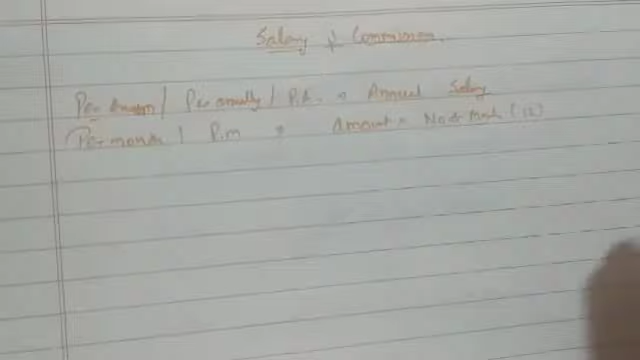 Salary & Commission.
Per Annum / Per annually / P.A. = Annual Salary
Per month / P.m = Amount × No of Month (12)